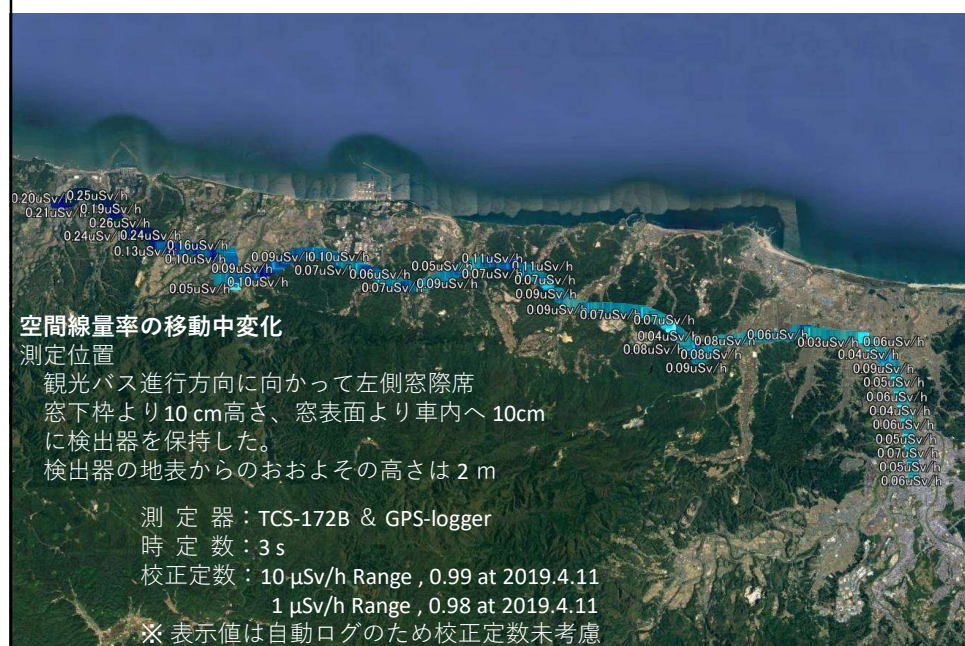 0.20uSv/h 0.25uSv/h
0.21uSv/h 0.19uSv/h
0.26uSv/h
0.24uSv/h 0.24uSv/h
0.13uSv/h 0.16uSv/h
0.10uSv/h
0.09uSv/h 0.10uSv/h
0.09uSv/h 0.07uSv/h
0.10uSv/h
0.05uSv/h
0.06uSv/h
0.07uSv/h
0.05uSv/h 0.11uSv/h
0.07uSv/h 0.11uSv/h
0.09uSv/h 0.07uSv/h
0.09uSv/h
0.09uSv/h 0.07uSv/h 0.07uSv/h
0.04uSv/h 0.08uSv/h 0.06uSv/h 0.03uSv/h 0.06uSv/h
0.08uSv/h 0.08uSv/h
0.09uSv/h
0.04uSv/h
0.09uSv/h
0.05uSv/h
0.06uSv/h
0.04uSv/h
0.06uSv/h
0.05uSv/h
0.07uSv/h
0.05uSv/h
0.06uSv/h
空間線量率の移動中変化
測定位置
観光バス進行方向に向かって左側窓際席
窓下枠より10 cm高さ、窓表面より車内へ 10cm
に検出器を保持した。
検出器の地表からのおおよその高さは 2 m
測 定 器：TCS-172B ＆ GPS-logger
時 定 数：3 s
校正定数：10 μSv/h Range , 0.99 at 2019.4.11
1 μSv/h Range , 0.98 at 2019.4.11
※ 表示値は自動ログのため校正定数未考慮